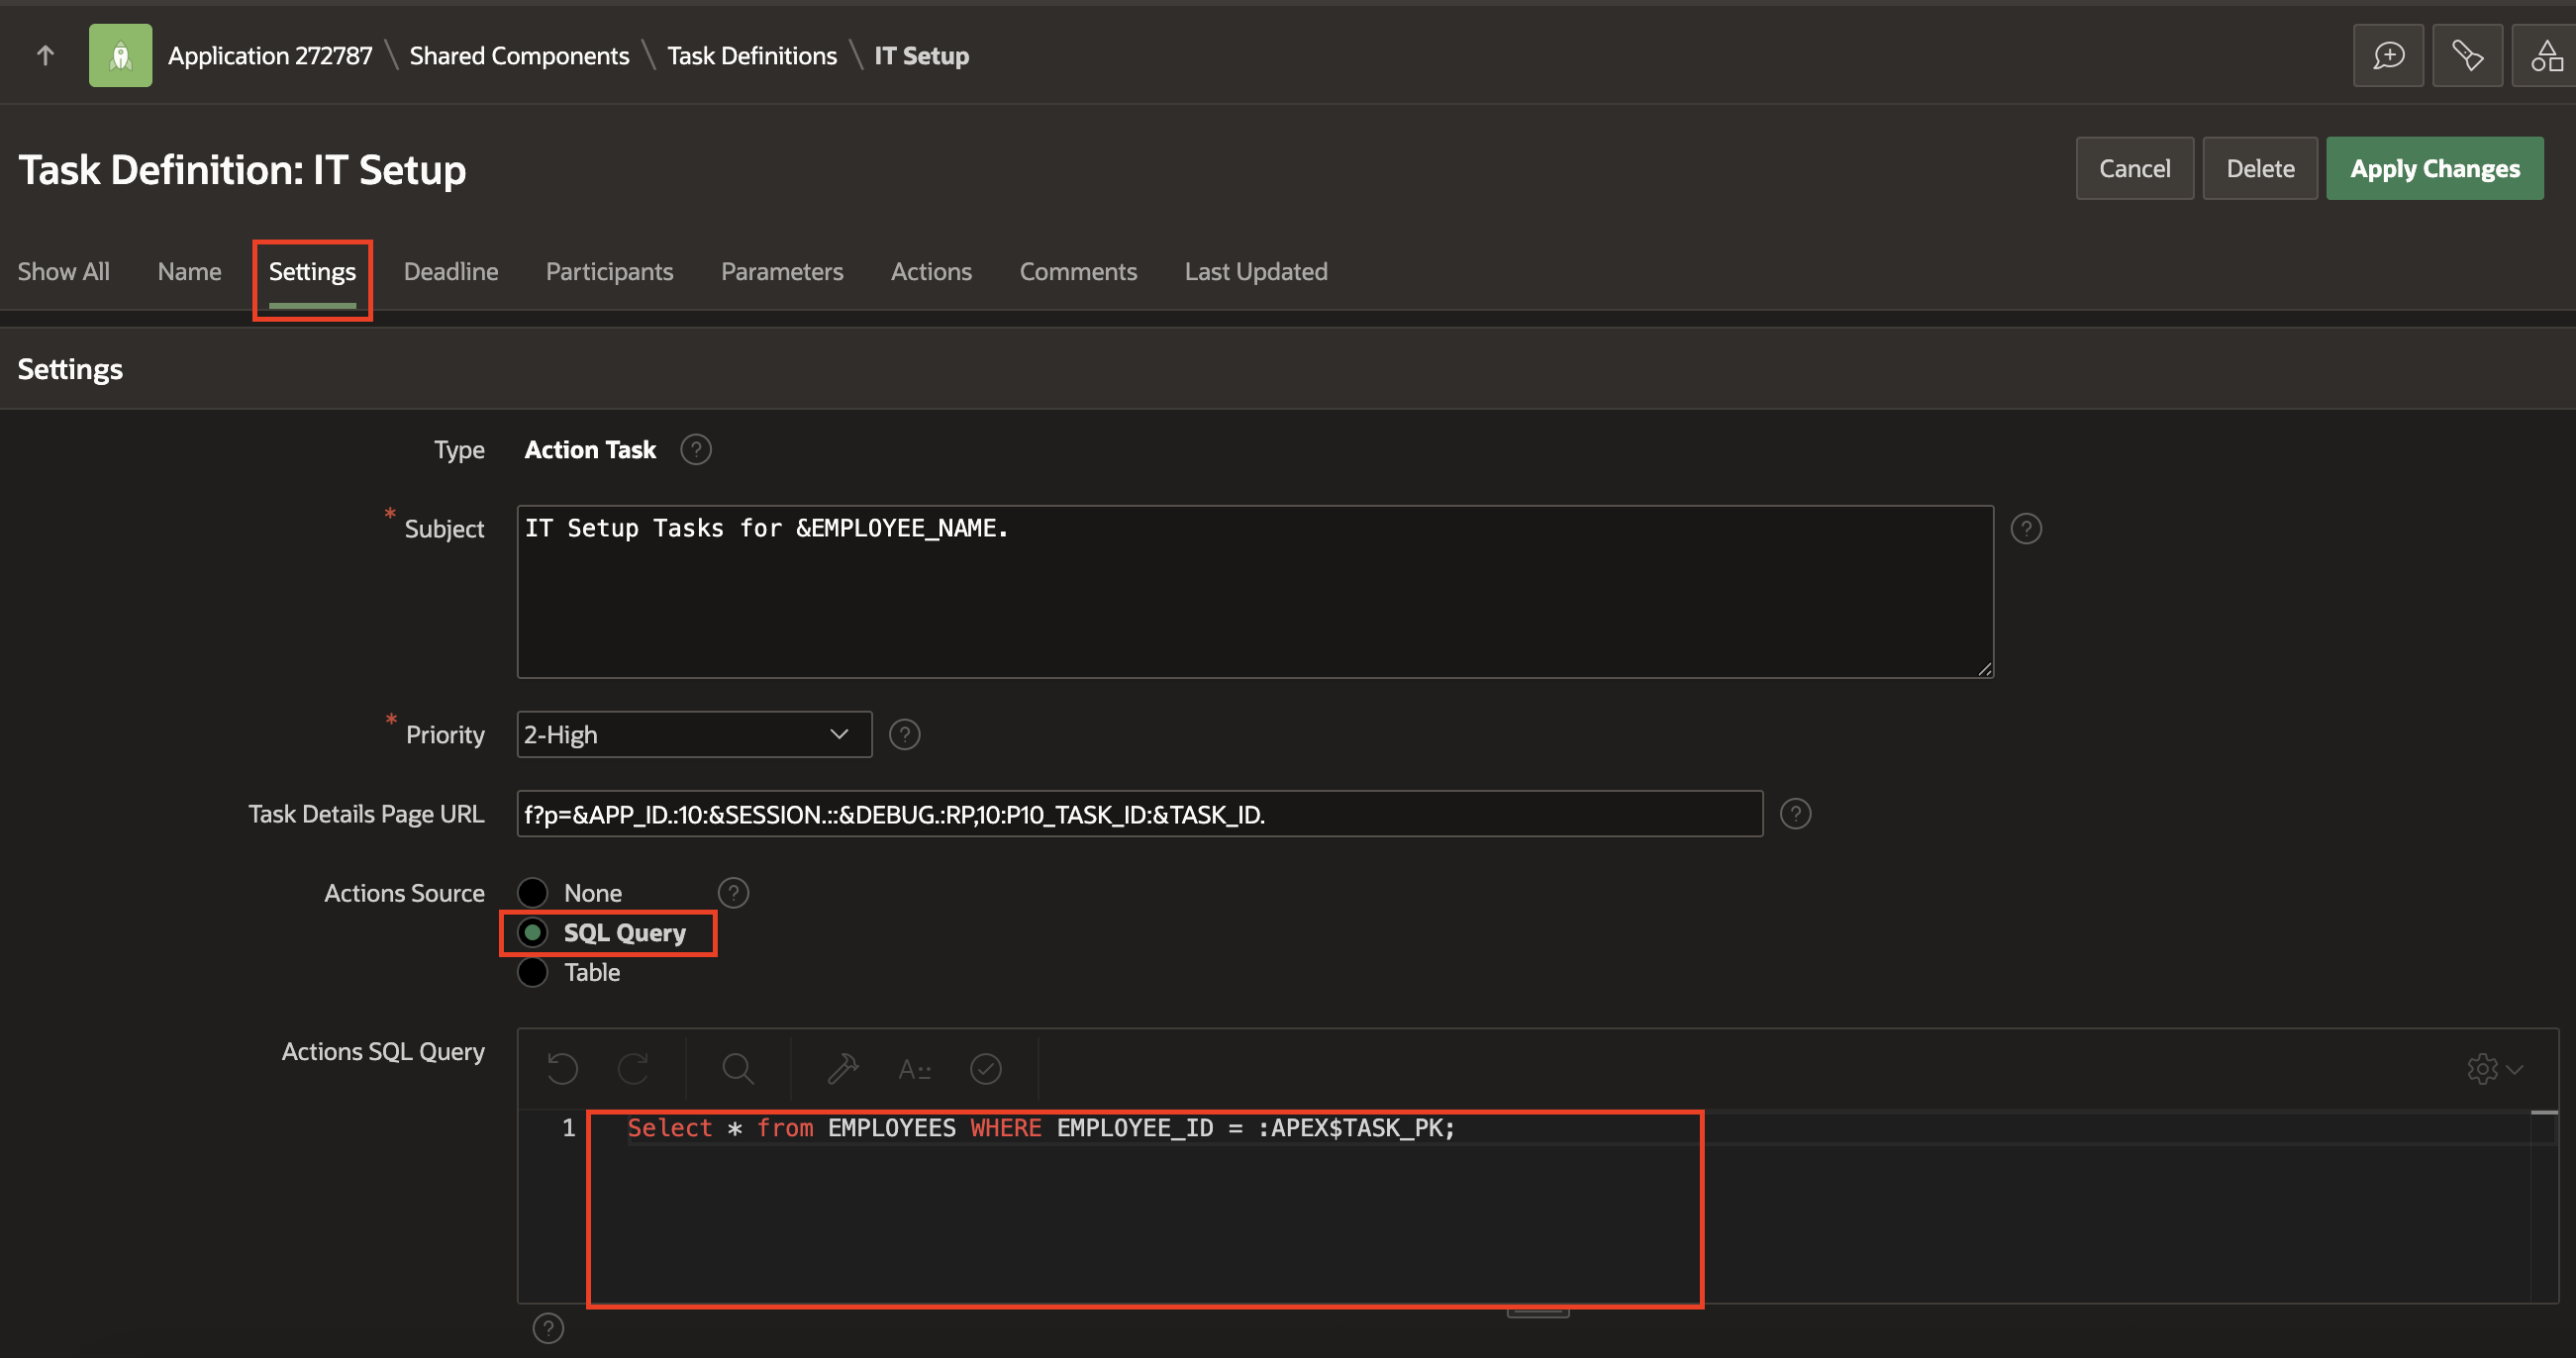 Application 272787 \ Shared Components \ Task Definitions \ IT Setup
Task Definition: IT Setup
Cancel
Delete
Apply Changes
Show All
Name
Settings
Deadline
Participants
Parameters
Actions
Comments
Last Updated
Settings
Type
Action Task
?
* Subject
IT Setup Tasks for &EMPLOYEE_NAME.
?
* Priority
2-High
?
Task Details Page URL
f?p=&APP_ID.:10:&SESSION.::&DEBUG.:RP,10:P10_TASK_ID:&TASK_ID.
?
Actions Source
None
?
SQL Query
Table
Actions SQL Query
1
Select * from EMPLOYEES WHERE EMPLOYEE_ID = :APEX$TASK_PK;
?